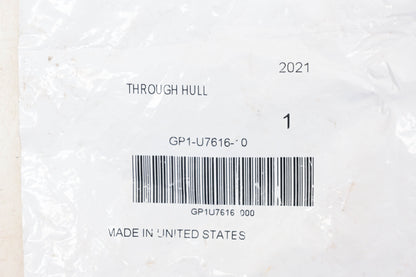 2021
THROUGH HULL
1
GP1-U7616-10
GP1U7616 000
MADE IN UNITED STATES